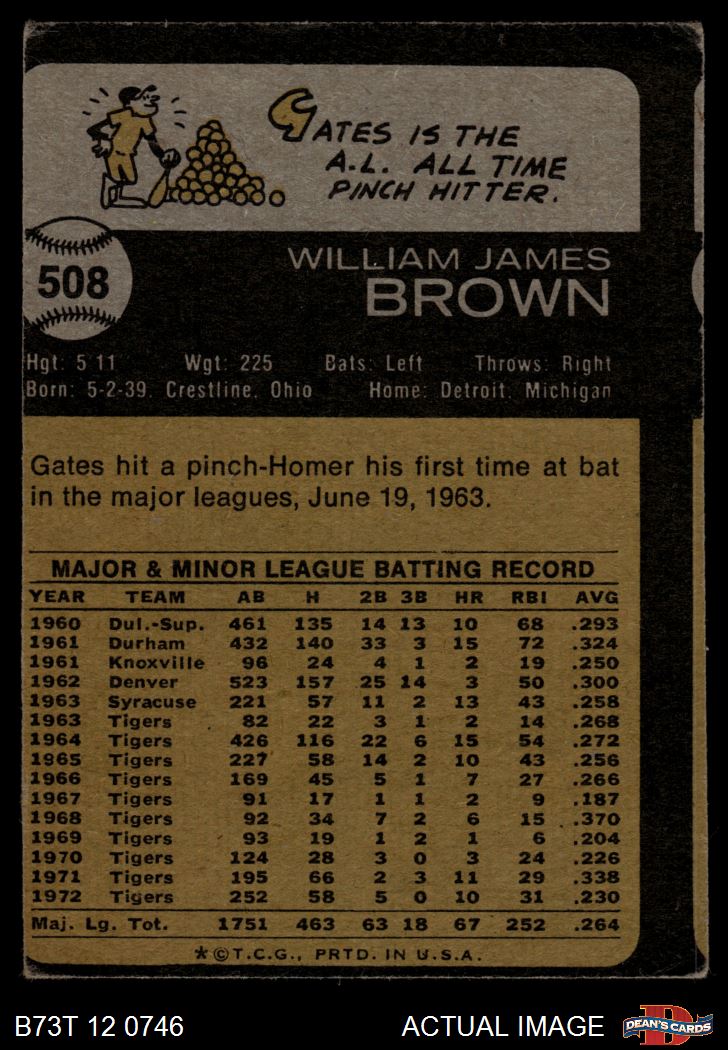 GATES IS THE
A.L. ALL TIME
PINCH HITTER.
508
WILLIAM JAMES
BROWN
Hgt: 5 11 Wgt: 225 Bats: Left Throws: Right
Born: 5-2-39, Crestline, Ohio Home: Detroit, Michigan
Gates hit a pinch-Homer his first time at bat
in the major leagues, June 19, 1963.
MAJOR & MINOR LEAGUE BATTING RECORD
YEAR TEAM AB H 2B 3B HR RBI AVG
1960 Dul.-Sup. 461 135 14 13 10 68 .293
1961 Durham 432 140 33 3 15 72 .324
1961 Knoxville 96 24 4 1 2 19 .250
1962 Denver 523 157 25 14 3 50 .300
1963 Syracuse 221 57 11 2 13 43 .258
1963 Tigers 82 22 3 1 2 14 .268
1964 Tigers 426 116 22 6 15 54 .272
1965 Tigers 227 58 14 2 10 43 .256
1966 Tigers 169 45 5 1 7 27 .266
1967 Tigers 91 17 1 1 2 9 .187
1968 Tigers 92 34 7 2 6 15 .370
1969 Tigers 93 19 1 2 1 6 .204
1970 Tigers 124 28 3 0 3 24 .226
1971 Tigers 195 66 2 3 11 29 .338
1972 Tigers 252 58 5 0 10 31 .230
Maj. Lg. Tot. 1751 463 63 18 67 252 .264
*©T.C.G., PRTD. IN U.S.A.
B73T 12 0746 ACTUAL IMAGE DEAN'S CARDS